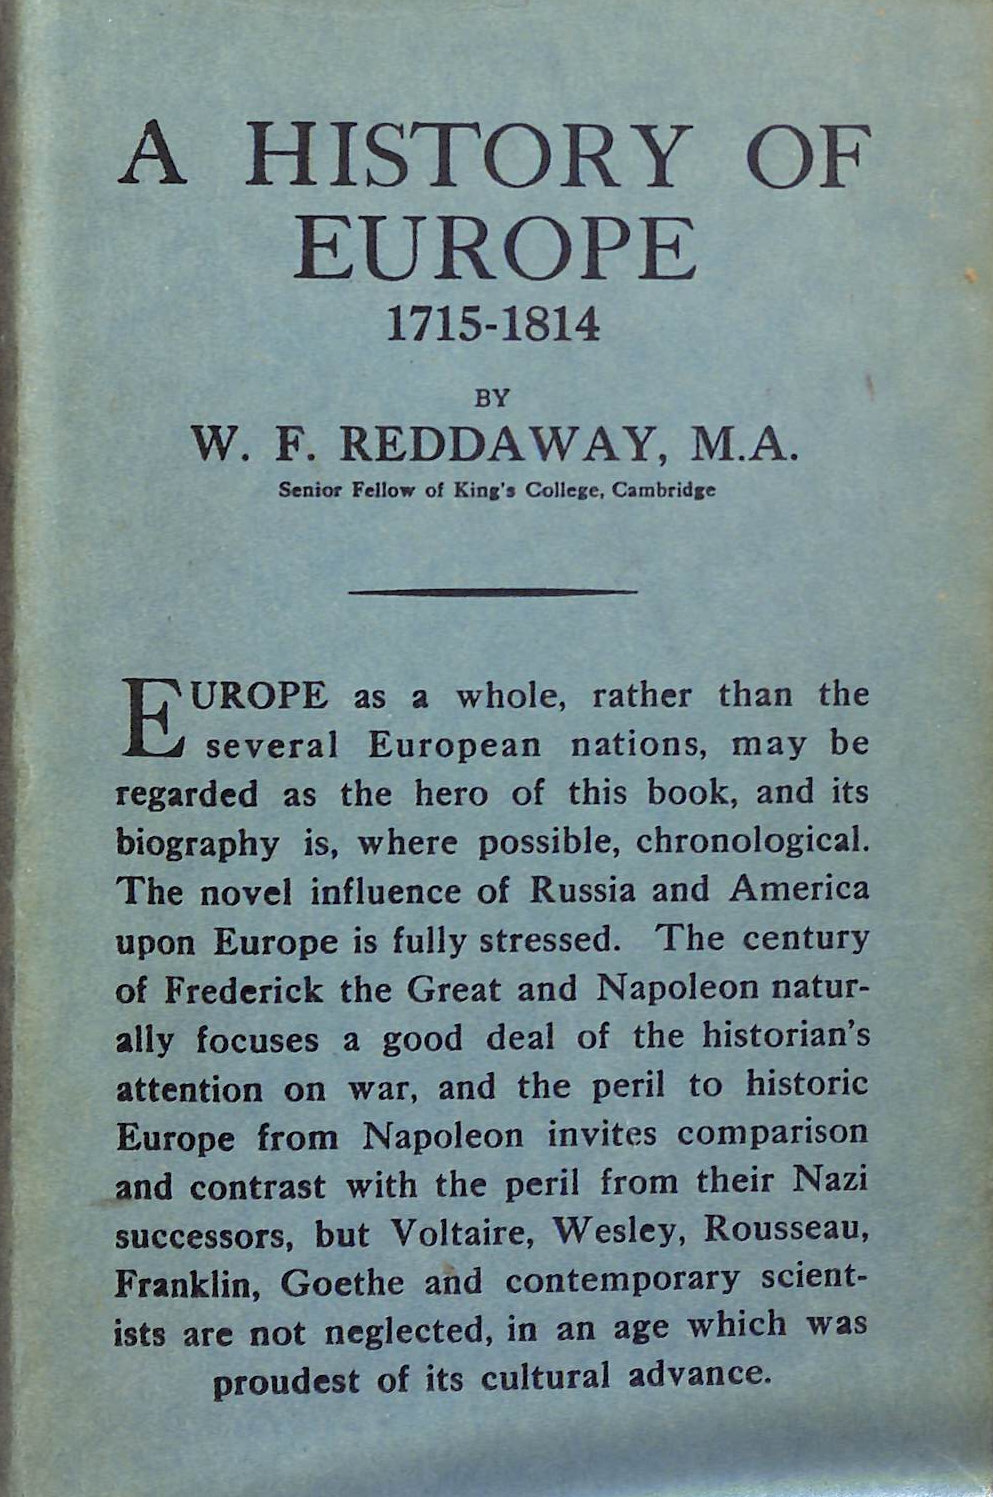 A HISTORY OF
EUROPE
1715-1814
BY
W. F. REDDAWAY, M.A.
Senior Fellow of King's College, Cambridge
EUROPE as a whole, rather than the
several European nations, may be
regarded as the hero of this book, and its
biography is, where possible, chronological.
The novel influence of Russia and America
upon Europe is fully stressed. The century
of Frederick the Great and Napoleon natur-
ally focuses a good deal of the historian's
attention on war, and the peril to historic
Europe from Napoleon invites comparison
and contrast with the peril from their Nazi
successors, but Voltaire, Wesley, Rousseau,
Franklin, Goethe and contemporary scient-
ists are not neglected, in an age which was
proudest of its cultural advance.